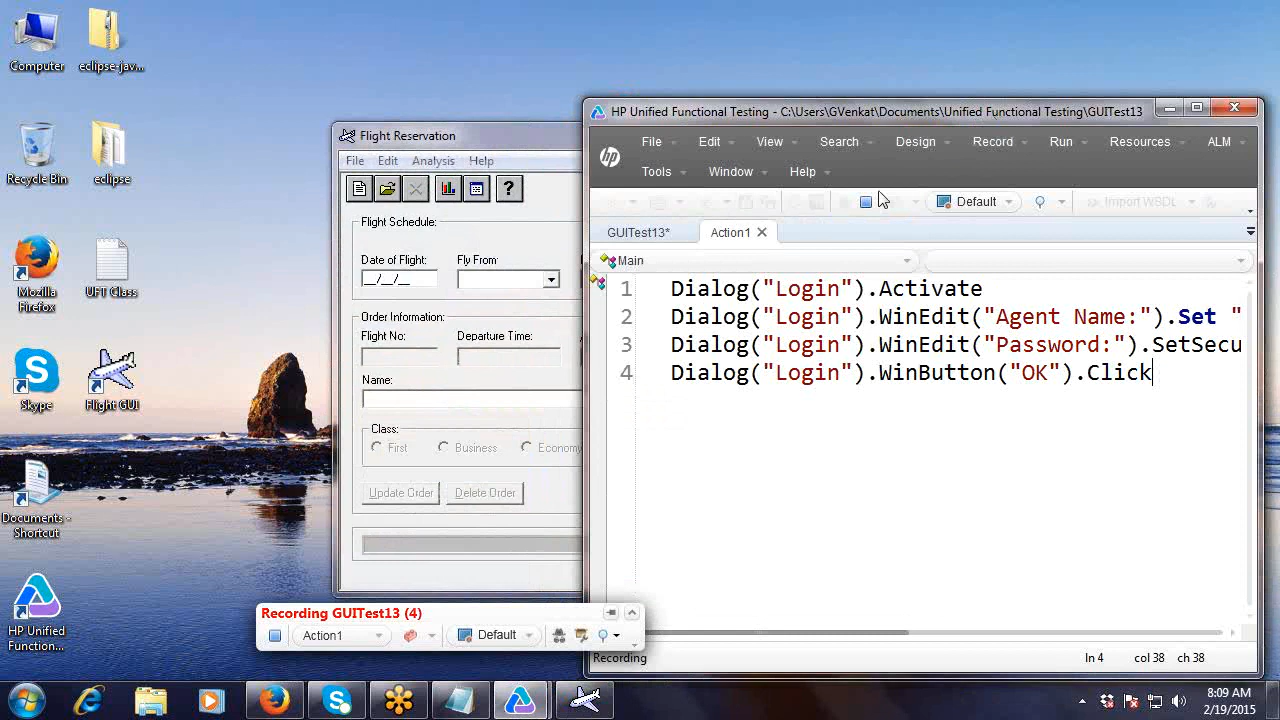 Computer
eclipse-jav...
Recycle Bin
eclipse
Mozilla
Firefox
UFT Class
Skype
Flight GUI
Documents -
Shortcut
HP Unified
Function...
Flight Reservation
File Edit Analysis Help
Flight Schedule:
Date of Flight: Fly From:
__/__/__
Order Information:
Flight No: Departure Time:
Name:
Class:
First Business Economy
Update Order Delete Order
HP Unified Functional Testing - C:\Users\GVenkat\Documents\Unified Functional Testing\GUITest13
File Edit View Search Design Record Run Resources ALM
Tools Window Help
Default Import WSDL
GUITest13* Action1
Main
1 Dialog("Login").Activate
2 Dialog("Login").WinEdit("Agent Name:").Set "
3 Dialog("Login").WinEdit("Password:").SetSecu
4 Dialog("Login").WinButton("OK").Click
Recording ln 4 col 38 ch 38
Recording GUITest13 (4)
Action1 Default
8:09 AM
2/19/2015